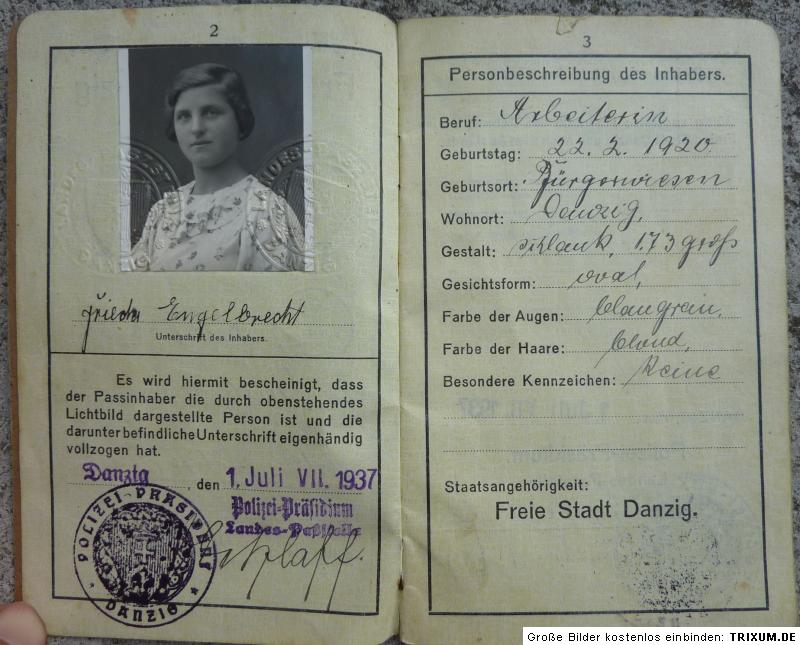 2
Frieda Engelbrecht
Unterschrift des Inhabers.
Es wird hiermit bescheinigt, dass
der Passinhaber die durch obenstehendes
Lichtbild dargestellte Person ist und die
darunter befindliche Unterschrift eigenhändig
vollzogen hat.
Danzig, den 1. Juli VII. 1937
Polizei-Präsidium
Landes-Paßstelle
POLIZEI-PRÄSIDENT
DANZIG
3
Personbeschreibung des Inhabers.
Beruf: Arbeiterin
Geburtstag: 22. 2. 1920
Geburtsort: Bürgerwiesen
Wohnort: Danzig,
Gestalt: schlank, 1.73 groß
Gesichtsform: oval,
Farbe der Augen: blaugrau,
Farbe der Haare: blond,
Besondere Kennzeichen: Keine
Staatsangehörigkeit:
Freie Stadt Danzig.
Große Bilder kostenlos einbinden: TRIXUM.DE